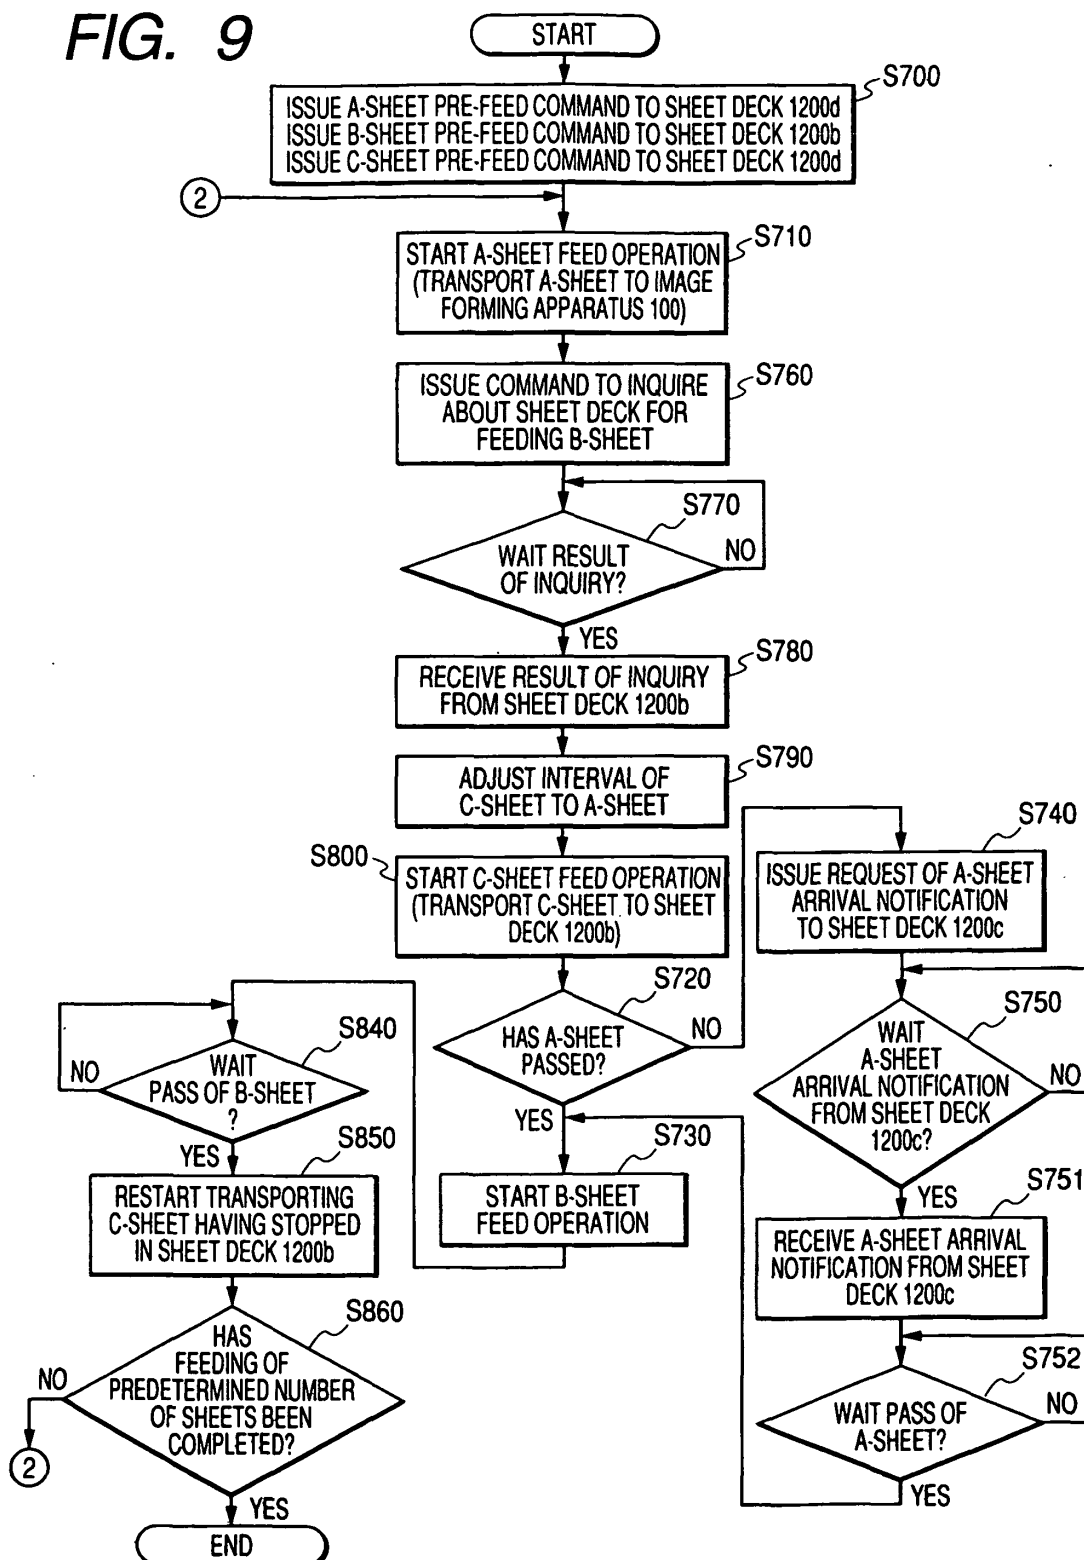 FIG. 9
START
S700
ISSUE A-SHEET PRE-FEED COMMAND TO SHEET DECK 1200d
ISSUE B-SHEET PRE-FEED COMMAND TO SHEET DECK 1200b
ISSUE C-SHEET PRE-FEED COMMAND TO SHEET DECK 1200d
2
S710
START A-SHEET FEED OPERATION
(TRANSPORT A-SHEET TO IMAGE
FORMING APPARATUS 100)
S760
ISSUE COMMAND TO INQUIRE
ABOUT SHEET DECK FOR
FEEDING B-SHEET
S770
WAIT RESULT
OF INQUIRY?
NO
YES
S780
RECEIVE RESULT OF INQUIRY
FROM SHEET DECK 1200b
S790
ADJUST INTERVAL OF
C-SHEET TO A-SHEET
S800
START C-SHEET FEED OPERATION
(TRANSPORT C-SHEET TO SHEET
DECK 1200b)
S720
HAS A-SHEET
PASSED?
NO
YES
S740
ISSUE REQUEST OF A-SHEET
ARRIVAL NOTIFICATION
TO SHEET DECK 1200c
S750
WAIT
A-SHEET
ARRIVAL NOTIFICATION
FROM SHEET DECK
1200c?
NO
YES
S751
RECEIVE A-SHEET ARRIVAL
NOTIFICATION FROM SHEET
DECK 1200c
S752
WAIT PASS OF
A-SHEET?
NO
YES
S730
START B-SHEET
FEED OPERATION
S840
WAIT
PASS OF B-SHEET
?
NO
YES
S850
RESTART TRANSPORTING
C-SHEET HAVING STOPPED
IN SHEET DECK 1200b
S860
HAS
FEEDING OF
PREDETERMINED NUMBER
OF SHEETS BEEN
COMPLETED?
NO
2
YES
END